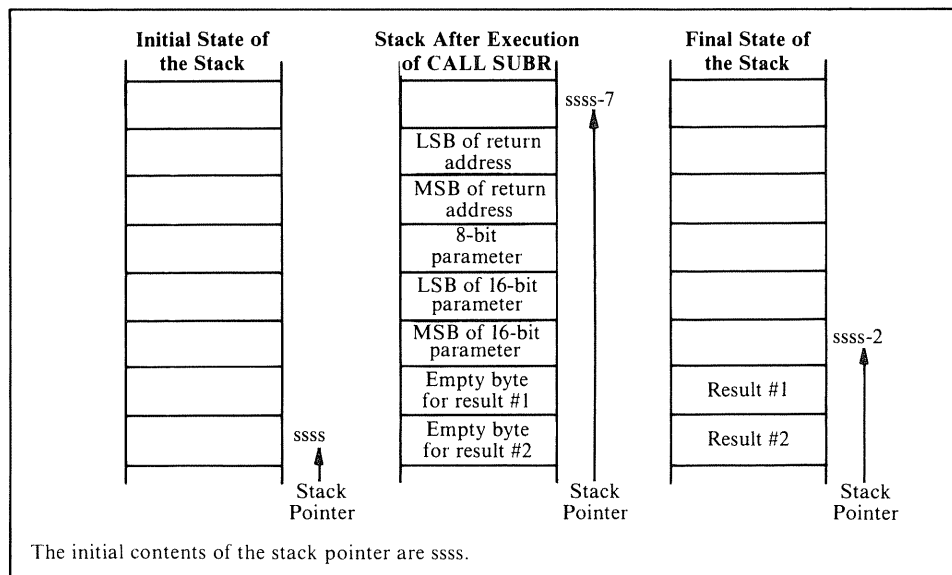 Initial State of
the Stack
ssss
Stack
Pointer
Stack After Execution
of CALL SUBR
ssss-7
LSB of return
address
MSB of return
address
8-bit
parameter
LSB of 16-bit
parameter
MSB of 16-bit
parameter
Empty byte
for result #1
Empty byte
for result #2
Stack
Pointer
Final State of
the Stack
ssss-2
Result #1
Result #2
Stack
Pointer
The initial contents of the stack pointer are ssss.